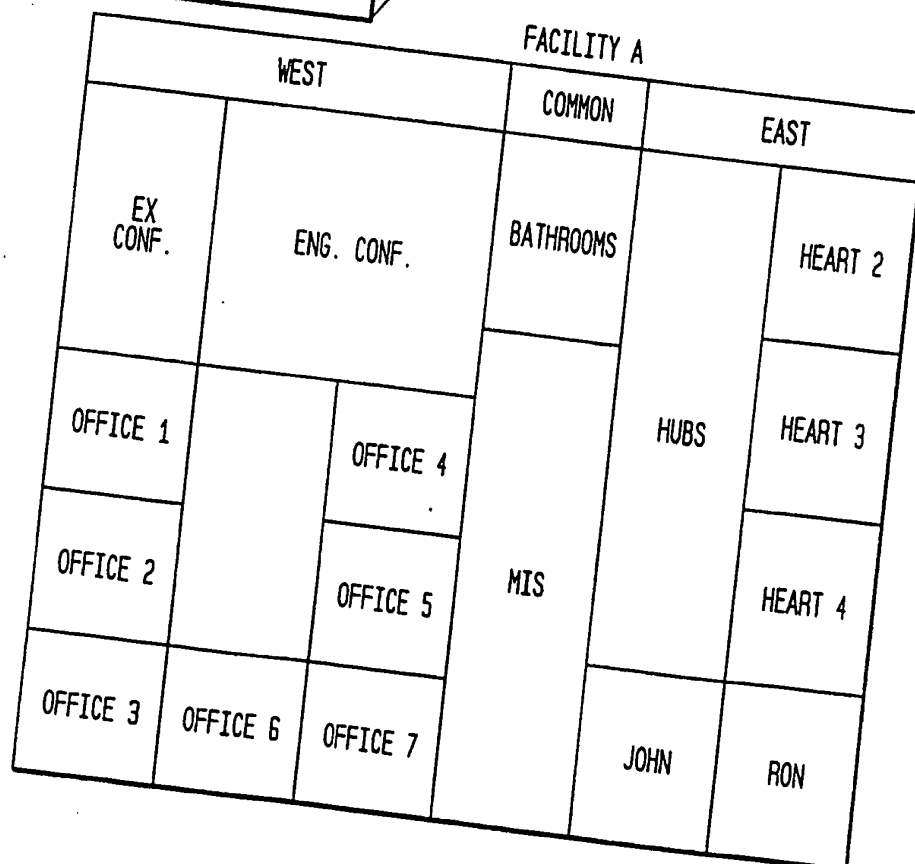 FACILITY A
WEST
COMMON
EAST
EX
CONF.
ENG. CONF.
BATHROOMS
HUBS
HEART 2
OFFICE 1
OFFICE 4
HEART 3
OFFICE 2
OFFICE 5
MIS
HEART 4
OFFICE 3
OFFICE 6
OFFICE 7
JOHN
RON